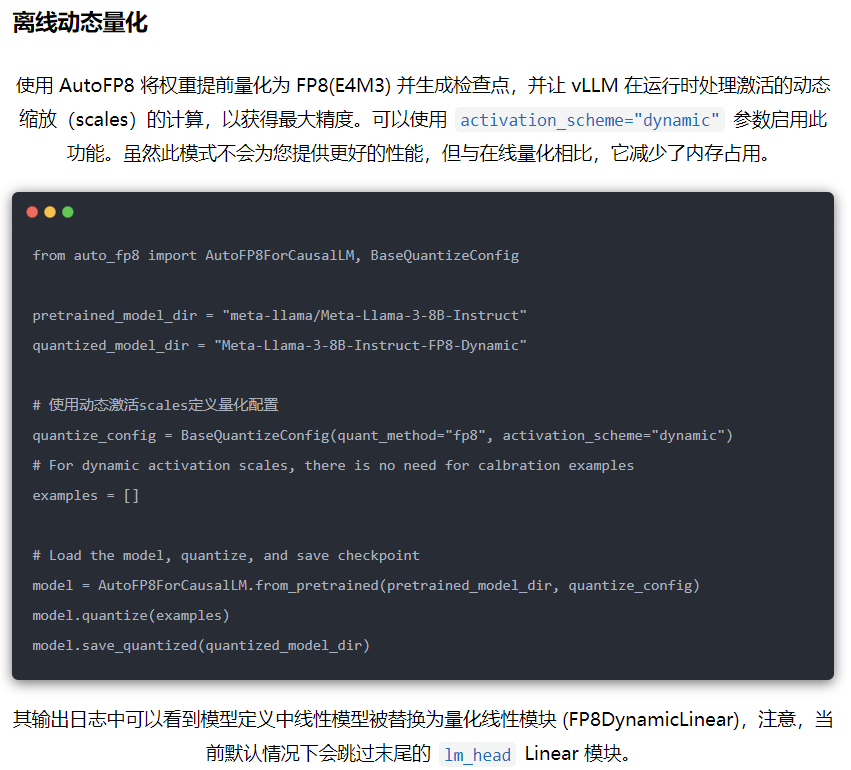 离线动态量化
使用 AutoFP8 将权重提前量化为 FP8(E4M3) 并生成检查点，并让 vLLM 在运行时处理激活的动态
缩放（scales）的计算，以获得最大精度。可以使用 activation_scheme="dynamic" 参数启用此
功能。虽然此模式不会为您提供更好的性能，但与在线量化相比，它减少了内存占用。
from auto_fp8 import AutoFP8ForCausalLM, BaseQuantizeConfig
pretrained_model_dir = "meta-llama/Meta-Llama-3-8B-Instruct"
quantized_model_dir = "Meta-Llama-3-8B-Instruct-FP8-Dynamic"
# 使用动态激活scales定义量化配置
quantize_config = BaseQuantizeConfig(quant_method="fp8", activation_scheme="dynamic")
# For dynamic activation scales, there is no need for calbration examples
examples = []
# Load the model, quantize, and save checkpoint
model = AutoFP8ForCausalLM.from_pretrained(pretrained_model_dir, quantize_config)
model.quantize(examples)
model.save_quantized(quantized_model_dir)
其输出日志中可以看到模型定义中线性模型被替换为量化线性模块 (FP8DynamicLinear)，注意，当
前默认情况下会跳过末尾的 lm_head Linear 模块。